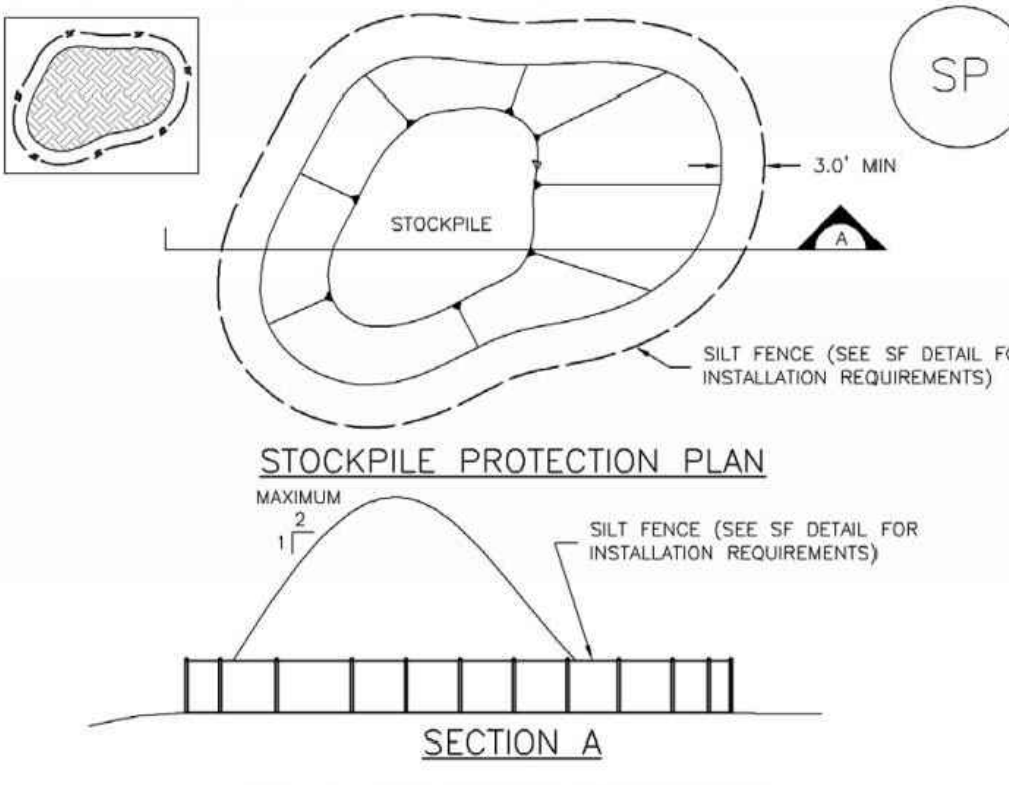 SP
3.0' MIN
STOCKPILE
A
SILT FENCE (SEE SF DETAIL
INSTALLATION REQUIREMENTS)
STOCKPILE PROTECTION PLAN
MAXIMUM
2
1
SILT FENCE (SEE SF DETAIL FOR
INSTALLATION REQUIREMENTS)
SECTION A